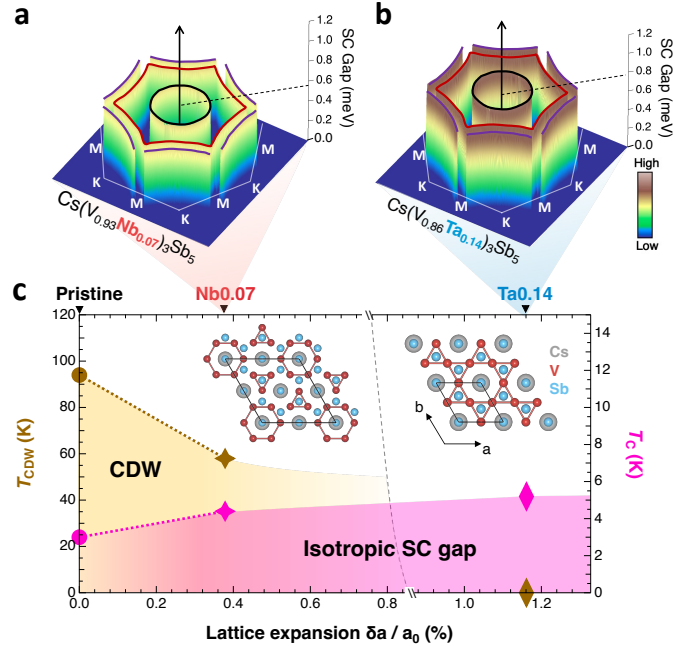 a
b
1.2
1.0
0.8
0.6
0.4
0.2
0.0
SC Gap (meV)
1.2
1.0
0.8
0.6
0.4
0.2
0.0
SC Gap (meV)
M
K
M
K
M
K
M
M
K
M
K
M
K
M
High
Low
Cs(V0.93Nb0.07)3Sb5
Cs(V0.86Ta0.14)3Sb5
c
Pristine
Nb0.07
Ta0.14
120
100
80
60
40
20
0
TCDW (K)
14
12
10
8
6
4
2
0
TC (K)
Cs
V
Sb
b
a
CDW
Isotropic SC gap
0.0
0.2
0.4
0.6
0.8
1.0
1.2
Lattice expansion δa / a0 (%)